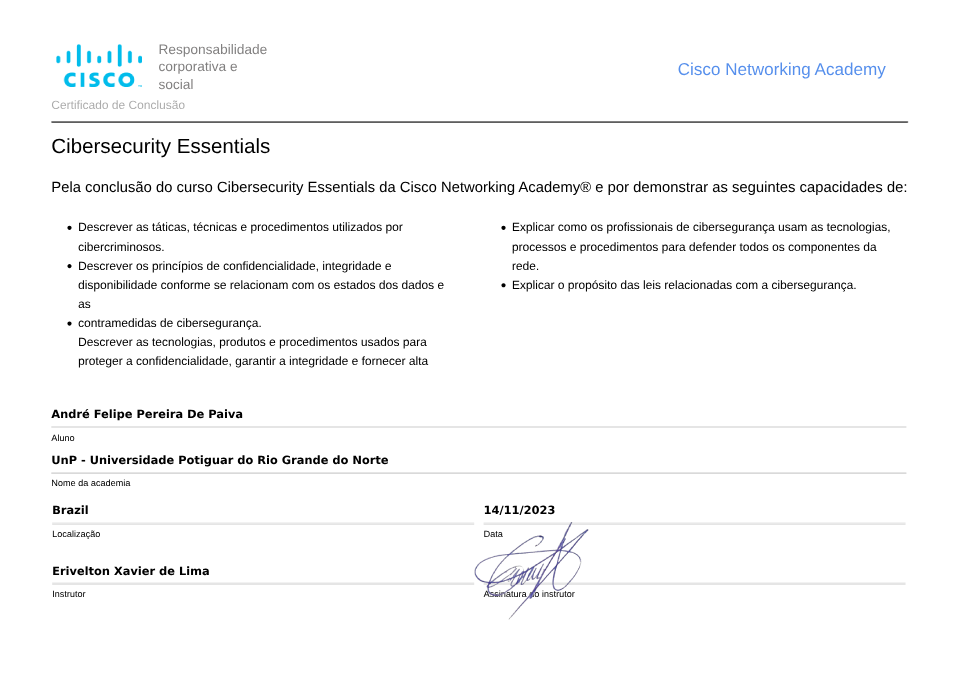 CISCO
Responsabilidade
corporativa e
social
Cisco Networking Academy
Certificado de Conclusão
Cibersecurity Essentials
Pela conclusão do curso Cibersecurity Essentials da Cisco Networking Academy® e por demonstrar as seguintes capacidades de:
• Descrever as táticas, técnicas e procedimentos utilizados por
cibercriminosos.
• Descrever os princípios de confidencialidade, integridade e
disponibilidade conforme se relacionam com os estados dos dados e
as
• contramedidas de cibersegurança.
Descrever as tecnologias, produtos e procedimentos usados para
proteger a confidencialidade, garantir a integridade e fornecer alta
• Explicar como os profissionais de cibersegurança usam as tecnologias,
processos e procedimentos para defender todos os componentes da
rede.
• Explicar o propósito das leis relacionadas com a cibersegurança.
André Felipe Pereira De Paiva
Aluno
UnP - Universidade Potiguar do Rio Grande do Norte
Nome da academia
Brazil
Localização
14/11/2023
Data
Erivelton Xavier de Lima
Instrutor
Assinatura do instrutor